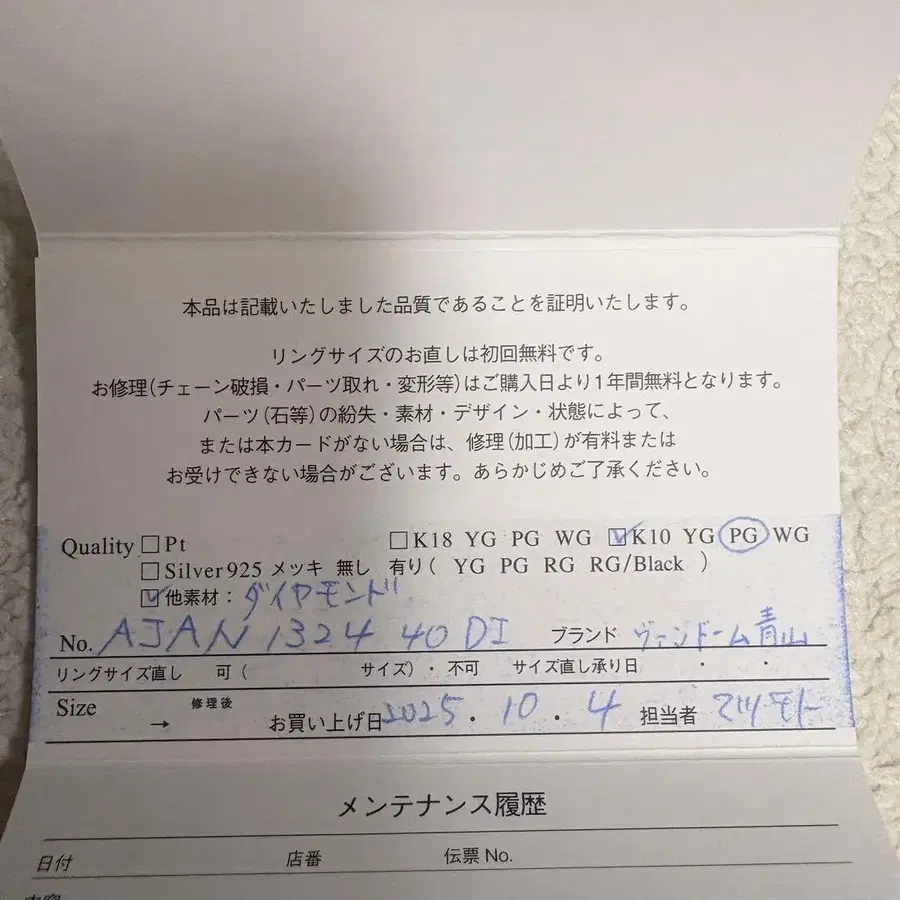 本品は記載いたしました品質であることを証明いたします。
リングサイズのお直しは初回無料です。
お修理(チェーン破損・パーツ取れ・変形等)はご購入日より1年間無料となります。
パーツ(石等)の紛失・素材・デザイン・状態によって、
または本カードがない場合は、修理(加工)が有料または
お受けできない場合がございます。あらかじめご了承ください。
Quality □Pt □K18 YG PG WG ☑K10 YG PG WG
□Silver925 メッキ 無し 有り( YG PG RG RG/Black )
☑他素材：ダイヤモンド
No. AJAN 1324 40 DI ブランド ヴァンドーム青山
リングサイズ直し 可( サイズ)・不可 サイズ直し承り日 ・ ・
Size → 修理後 お買い上げ日 2025・10・4 担当者 マツモト
メンテナンス履歴
日付 店番 伝票No.